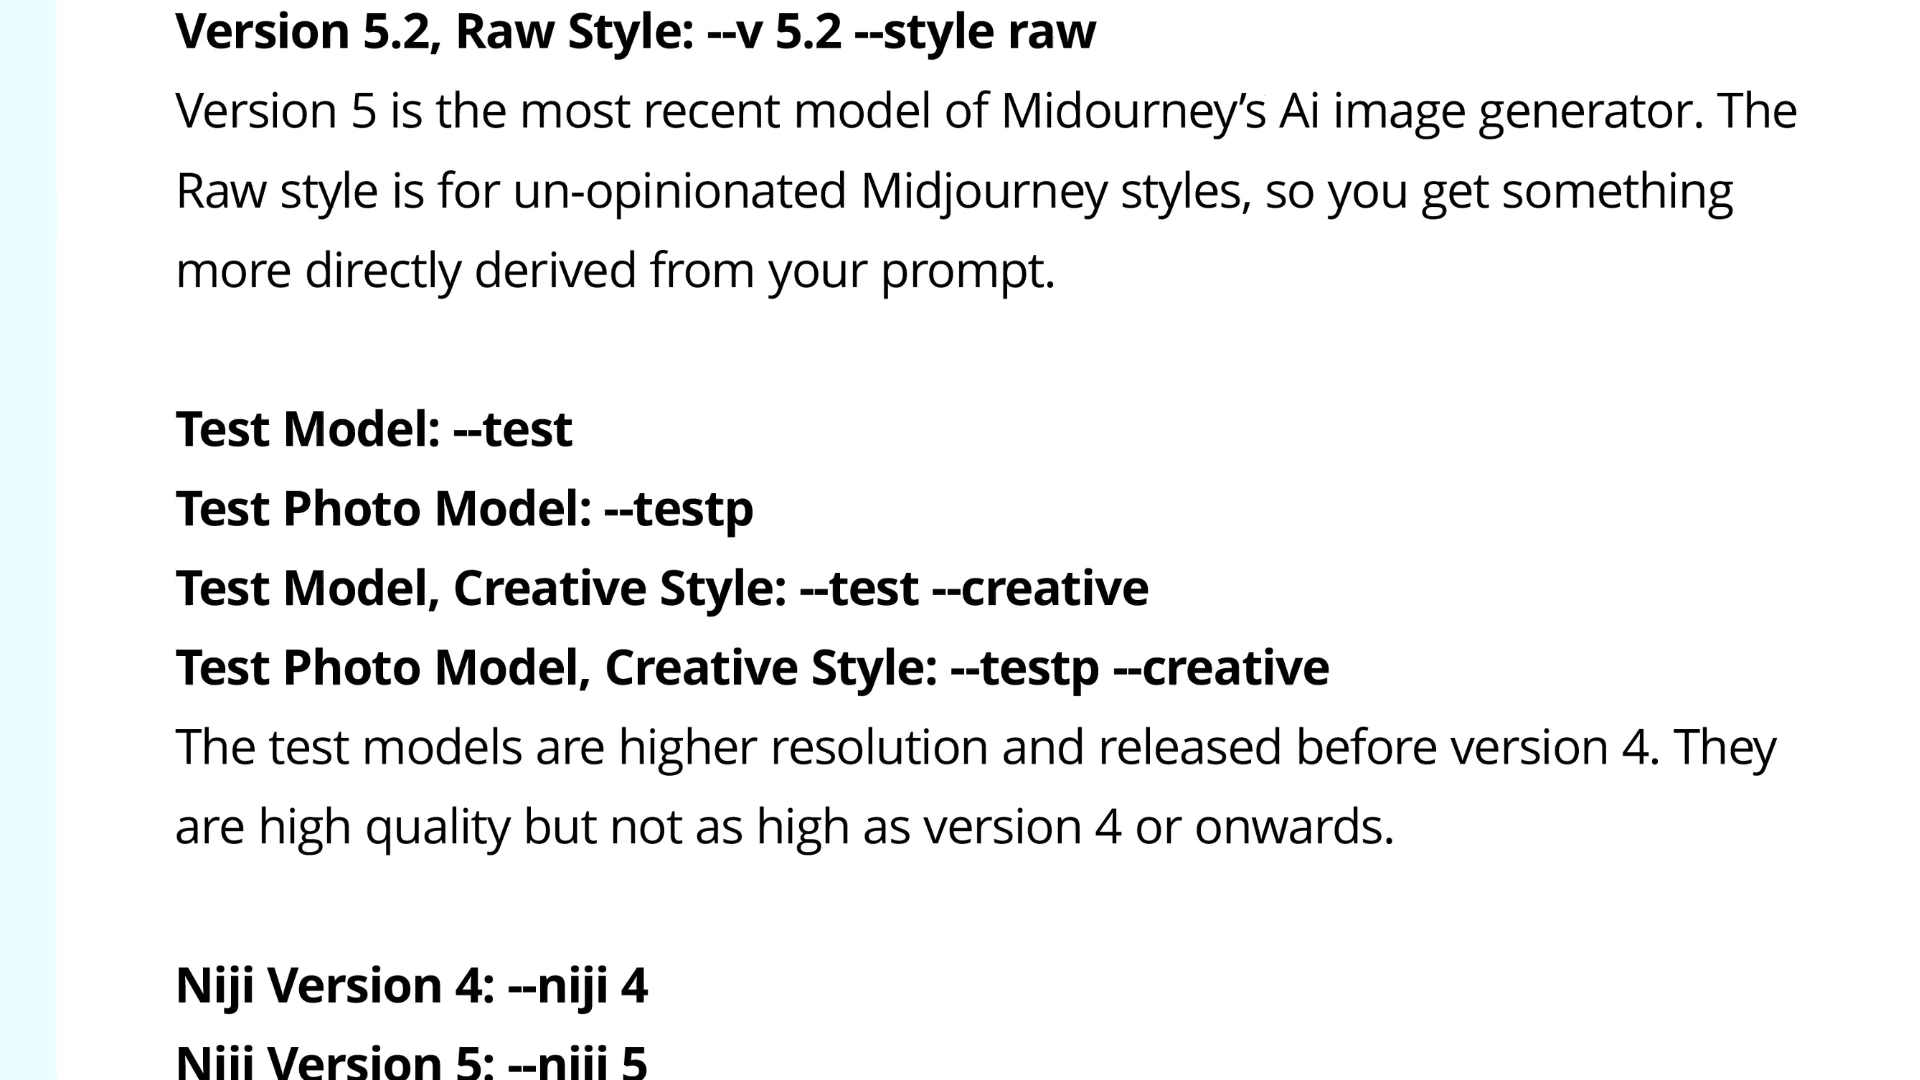 Version 5.2, Raw Style: --v 5.2 --style raw
Version 5 is the most recent model of Midourney’s Ai image generator. The
Raw style is for un-opinionated Midjourney styles, so you get something
more directly derived from your prompt.
Test Model: --test
Test Photo Model: --testp
Test Model, Creative Style: --test --creative
Test Photo Model, Creative Style: --testp --creative
The test models are higher resolution and released before version 4. They
are high quality but not as high as version 4 or onwards.
Niji Version 4: --niji 4
Niji Version 5: --niji 5